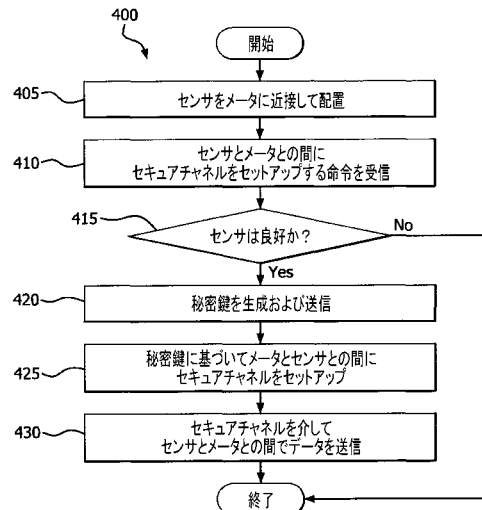 400
開始
405
センサをメータに近接して配置
410
センサとメータとの間に
セキュアチャネルをセットアップする命令を受信
415
センサは良好か？
No
Yes
420
秘密鍵を生成および送信
425
秘密鍵に基づいてメータとセンサとの間に
セキュアチャネルをセットアップ
430
セキュアチャネルを介して
センサとメータとの間でデータを送信
終了